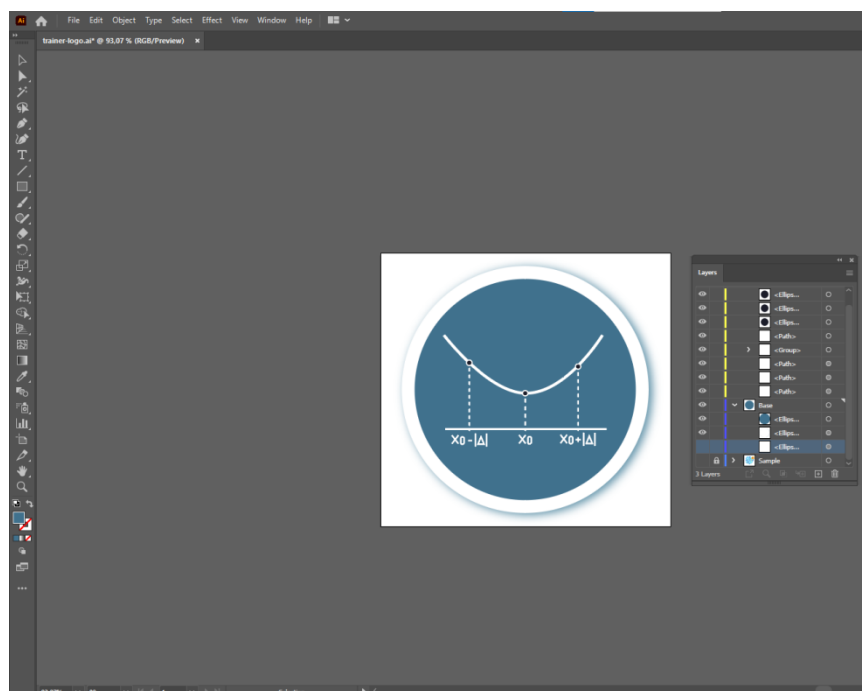 Ai File Edit Object Type Select Effect View Window Help
trainer-logo.ai* @ 93,07 % (RGB/Preview) ×
Layers
<Ellips...
<Ellips...
<Ellips...
<Path>
<Group>
<Path>
<Path>
<Path>
Base
<Ellips...
<Ellips...
<Ellips...
Sample
3 Layers
X0-|Δ| X0 X0+|Δ|